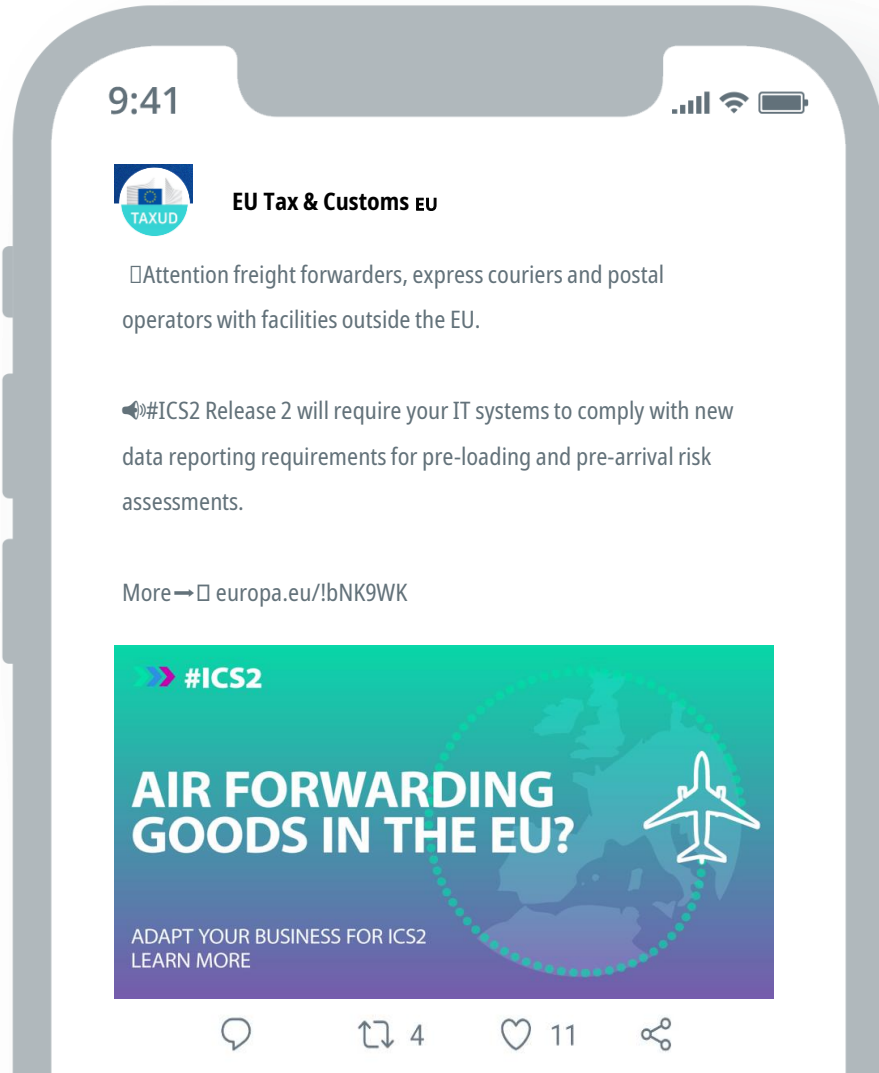 9:41
TAXUD
EU Tax & Customs EU
Attention freight forwarders, express couriers and postal
operators with facilities outside the EU.
#ICS2 Release 2 will require your IT systems to comply with new
data reporting requirements for pre-loading and pre-arrival risk
assessments.
More➞ europa.eu/!bNK9WK
#ICS2
AIR FORWARDING
GOODS IN THE EU?
ADAPT YOUR BUSINESS FOR ICS2
LEARN MORE
4 11